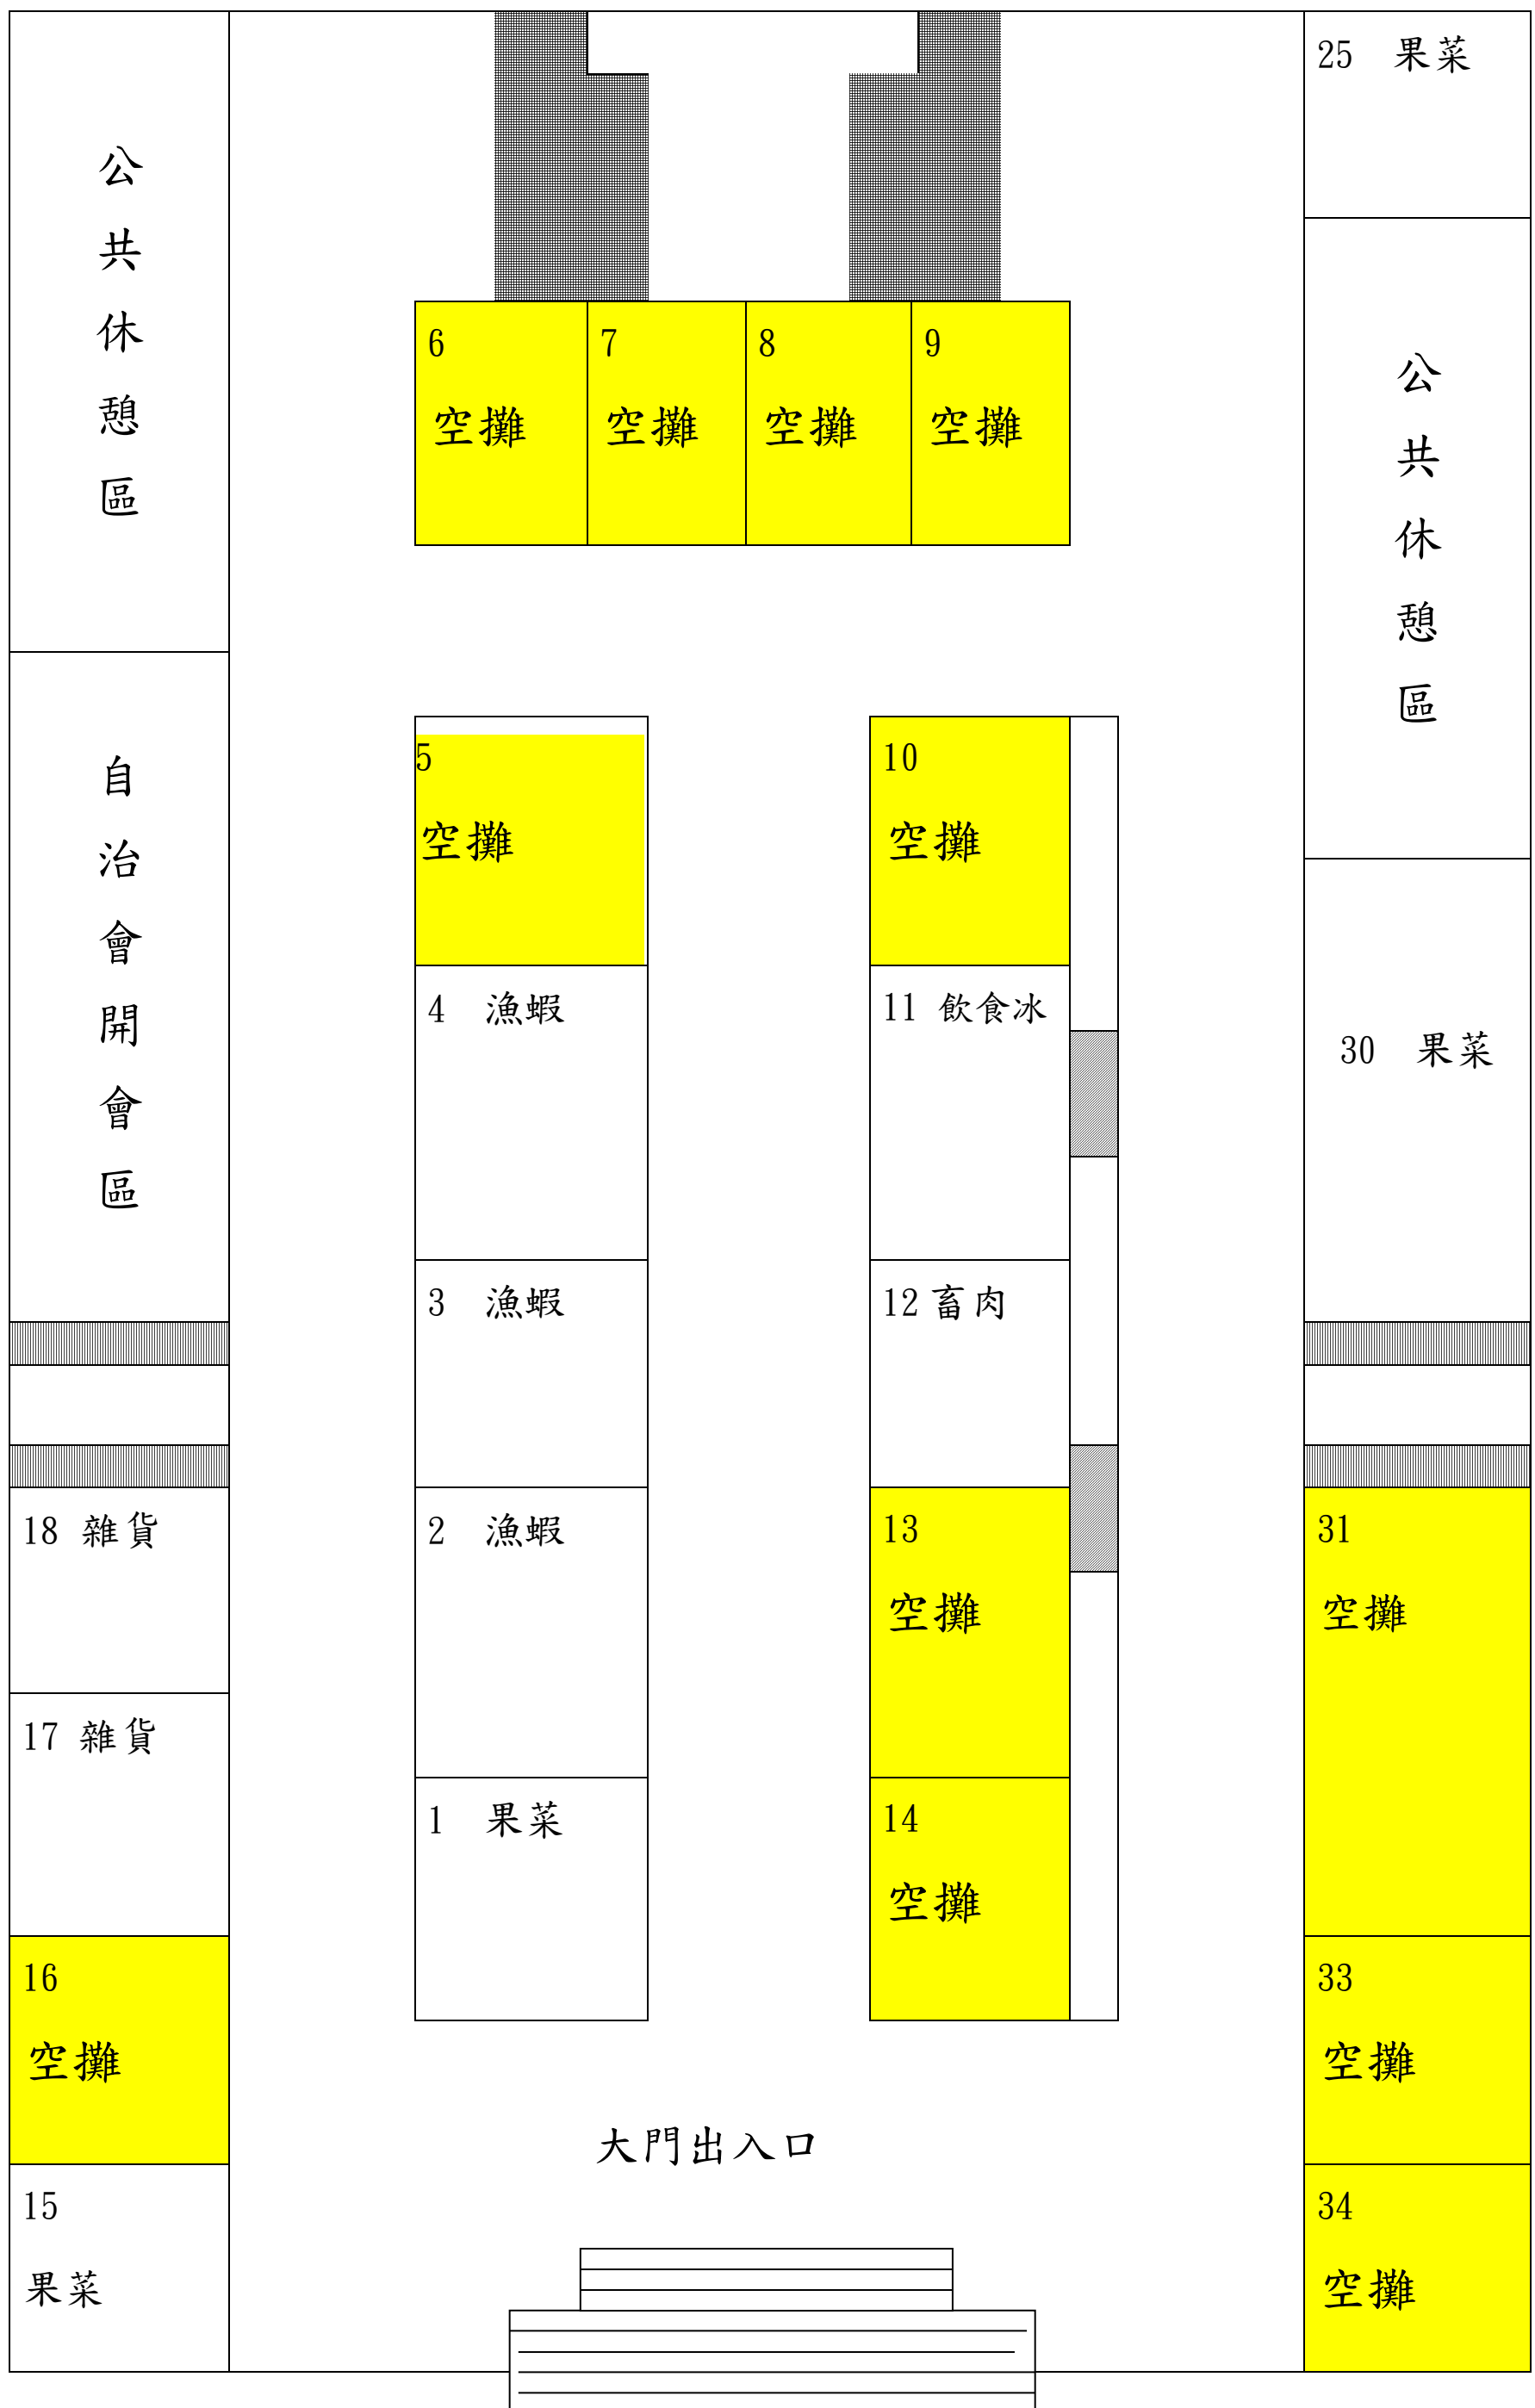 公共休憩區
自治會開會區
18 雜貨
17 雜貨
16
空攤
15
果菜
6
空攤
7
空攤
8
空攤
9
空攤
5
空攤
4 漁蝦
3 漁蝦
2 漁蝦
1 果菜
10
空攤
11 飲食冰
12 畜肉
13
空攤
14
空攤
25 果菜
公共休憩區
30 果菜
31
空攤
33
空攤
34
空攤
大門出入口